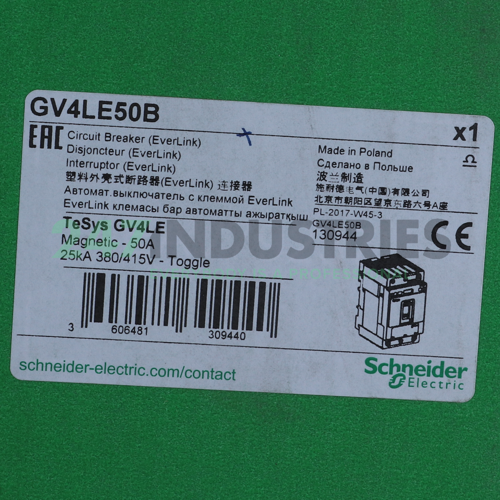 GV4LE50B
x1
EAC
Circuit Breaker (EverLink)
Disjoncteur (EverLink)
Interruptor (EverLink)
塑料外壳式断路器(EverLink) 连接器
Автомат.выключатель с клеммой EverLink
EverLink клемасы бар автоматты ажыратқыш
Made in Poland
Сделано в Польше
波兰制造
施耐德电气(中国)有限公司
北京市朝阳区望京东路六号A座
PL-2017-W45-3
GV4LE50B
130944
CE
TeSys GV4LE
Magnetic - 50A
25kA 380/415V - Toggle
3 606481 309440
schneider-electric.com/contact
Schneider
Electric
INDUSTRIES